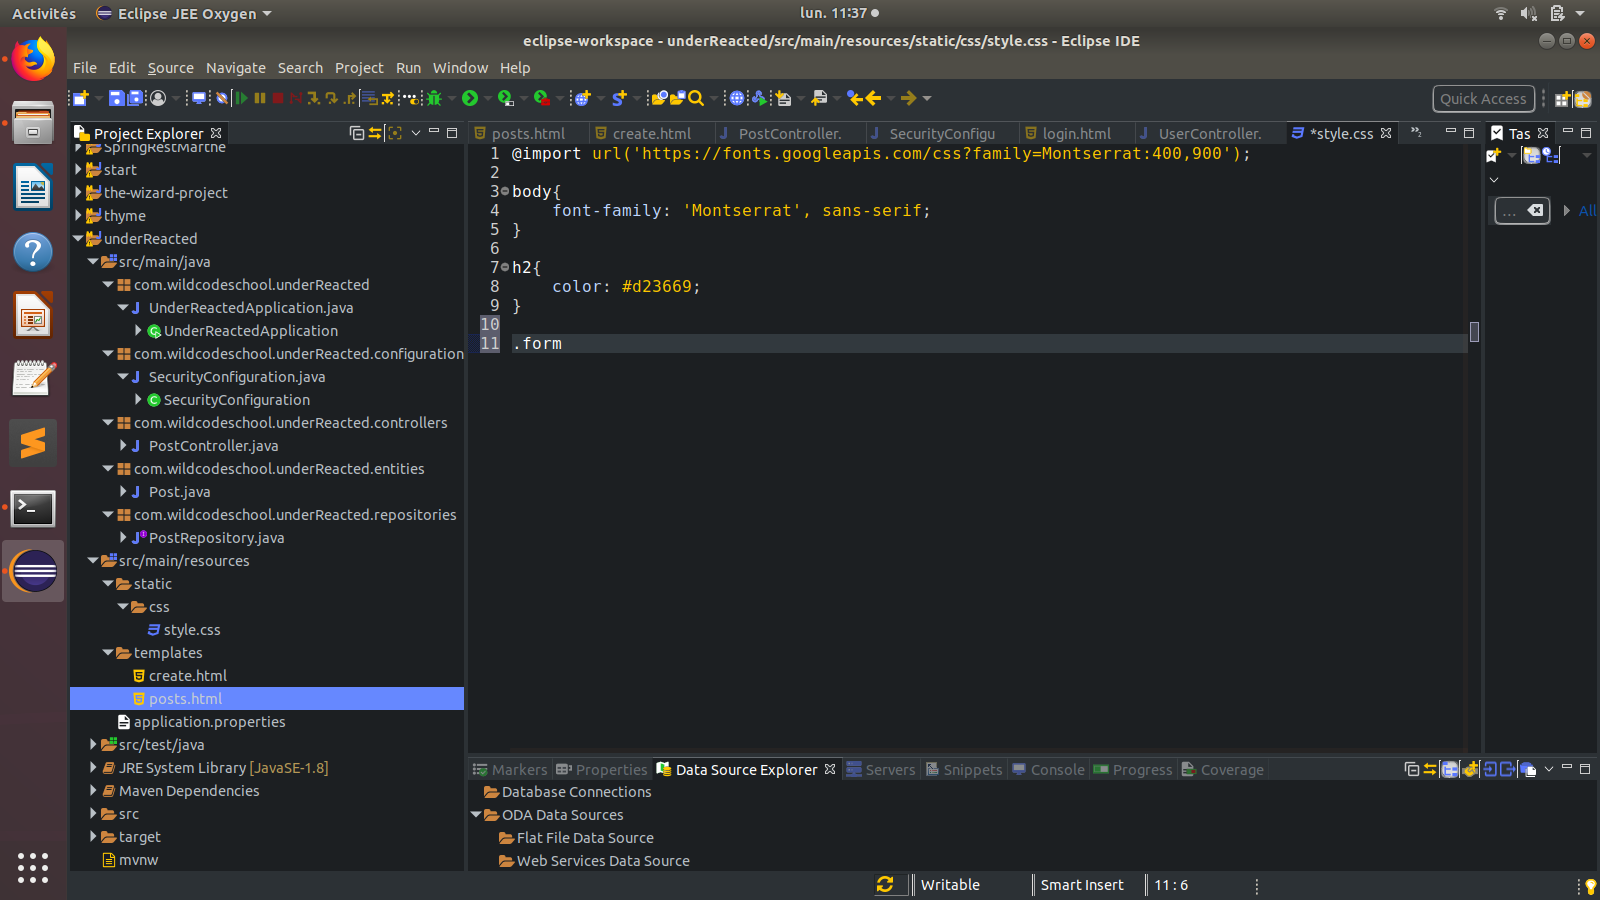 Activités
Eclipse JEE Oxygen
lun. 11:37
eclipse-workspace - underReacted/src/main/resources/static/css/style.css - Eclipse IDE
File Edit Source Navigate Search Project Run Window Help
Quick Access
Project Explorer
SpringRestMarthe
start
the-wizard-project
thyme
underReacted
src/main/java
com.wildcodeschool.underReacted
UnderReactedApplication.java
UnderReactedApplication
com.wildcodeschool.underReacted.configuration
SecurityConfiguration.java
SecurityConfiguration
com.wildcodeschool.underReacted.controllers
PostController.java
com.wildcodeschool.underReacted.entities
Post.java
com.wildcodeschool.underReacted.repositories
PostRepository.java
src/main/resources
static
css
style.css
templates
create.html
posts.html
application.properties
src/test/java
JRE System Library [JavaSE-1.8]
Maven Dependencies
src
target
mvnw
posts.html create.html PostController. SecurityConfigu login.html UserController. *style.css »2
1 @import url('https://fonts.googleapis.com/css?family=Montserrat:400,900');
2
3 body{
4 font-family: 'Montserrat', sans-serif;
5 }
6
7 h2{
8 color: #d23669;
9 }
10
11 .form
Tas
... All
Markers Properties Data Source Explorer Servers Snippets Console Progress Coverage
Database Connections
ODA Data Sources
Flat File Data Source
Web Services Data Source
Writable Smart Insert 11 : 6